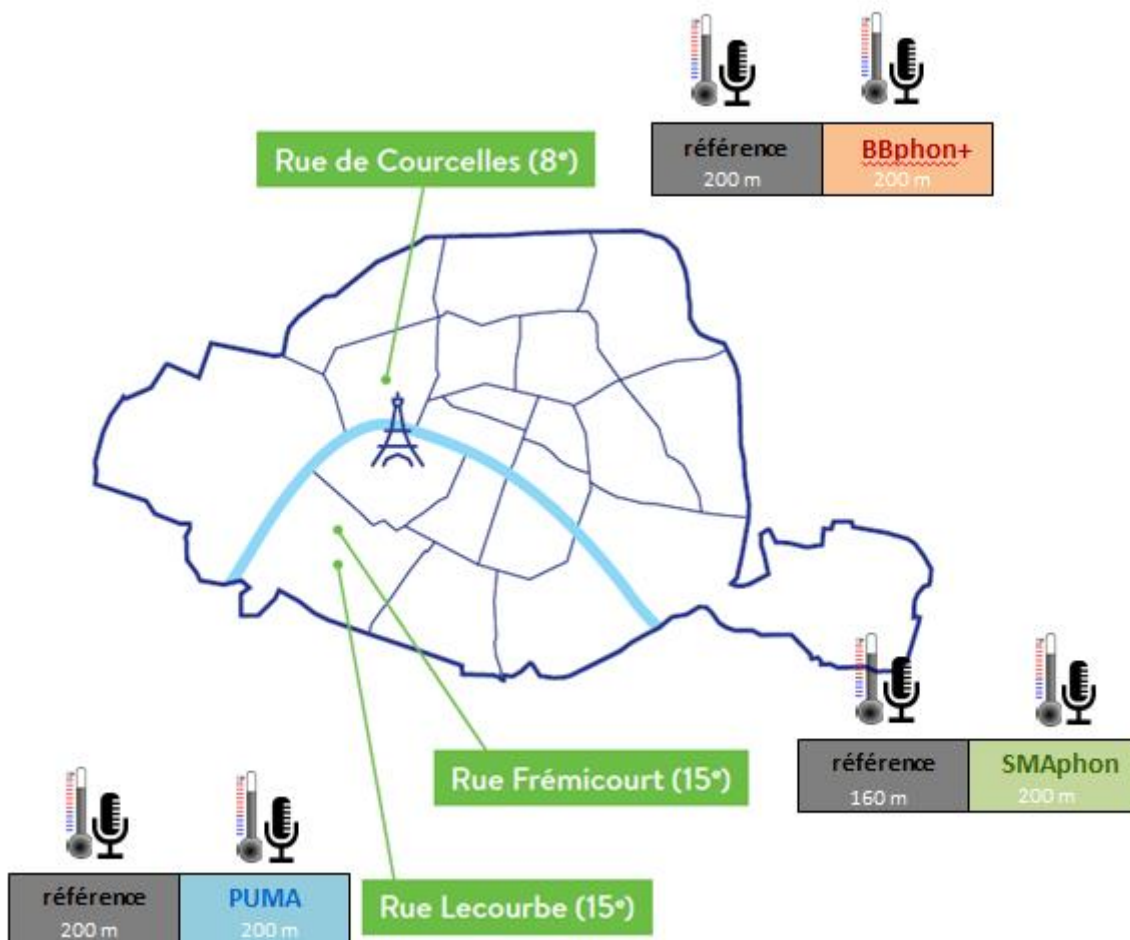 référence
200 m
BBphon+
200 m
Rue de Courcelles (8e)
référence
160 m
SMAphon
200 m
Rue Frémicourt (15e)
référence
200 m
PUMA
200 m
Rue Lecourbe (15e)